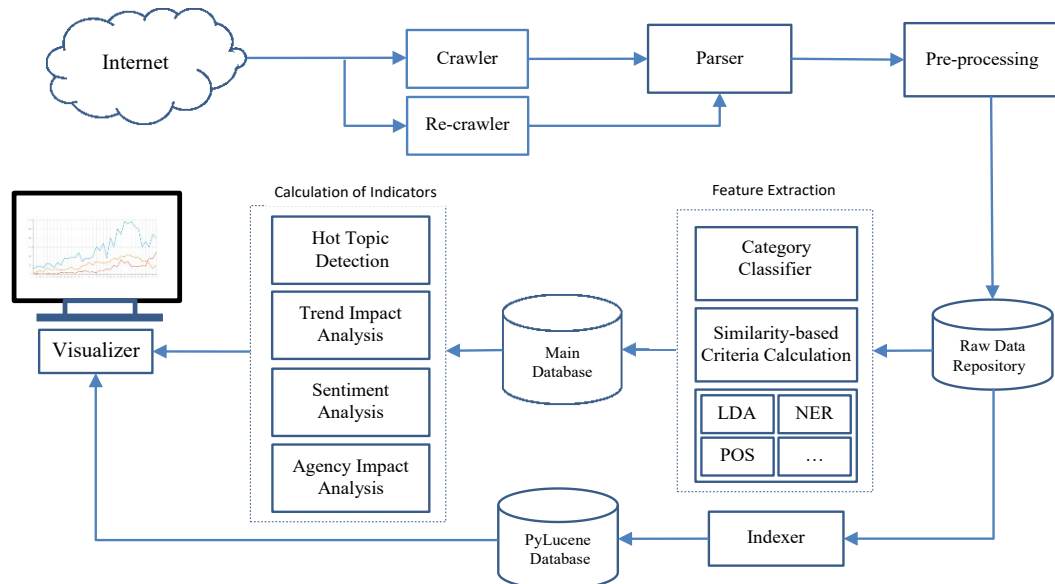 Internet
Crawler
Re-crawler
Parser
Pre-processing
Calculation of Indicators
Feature Extraction
Hot Topic
Detection
Trend Impact
Analysis
Sentiment
Analysis
Agency Impact
Analysis
Visualizer
Main
Database
Category
Classifier
Similarity-based
Criteria Calculation
LDA
NER
POS
…
Raw Data
Repository
PyLucene
Database
Indexer